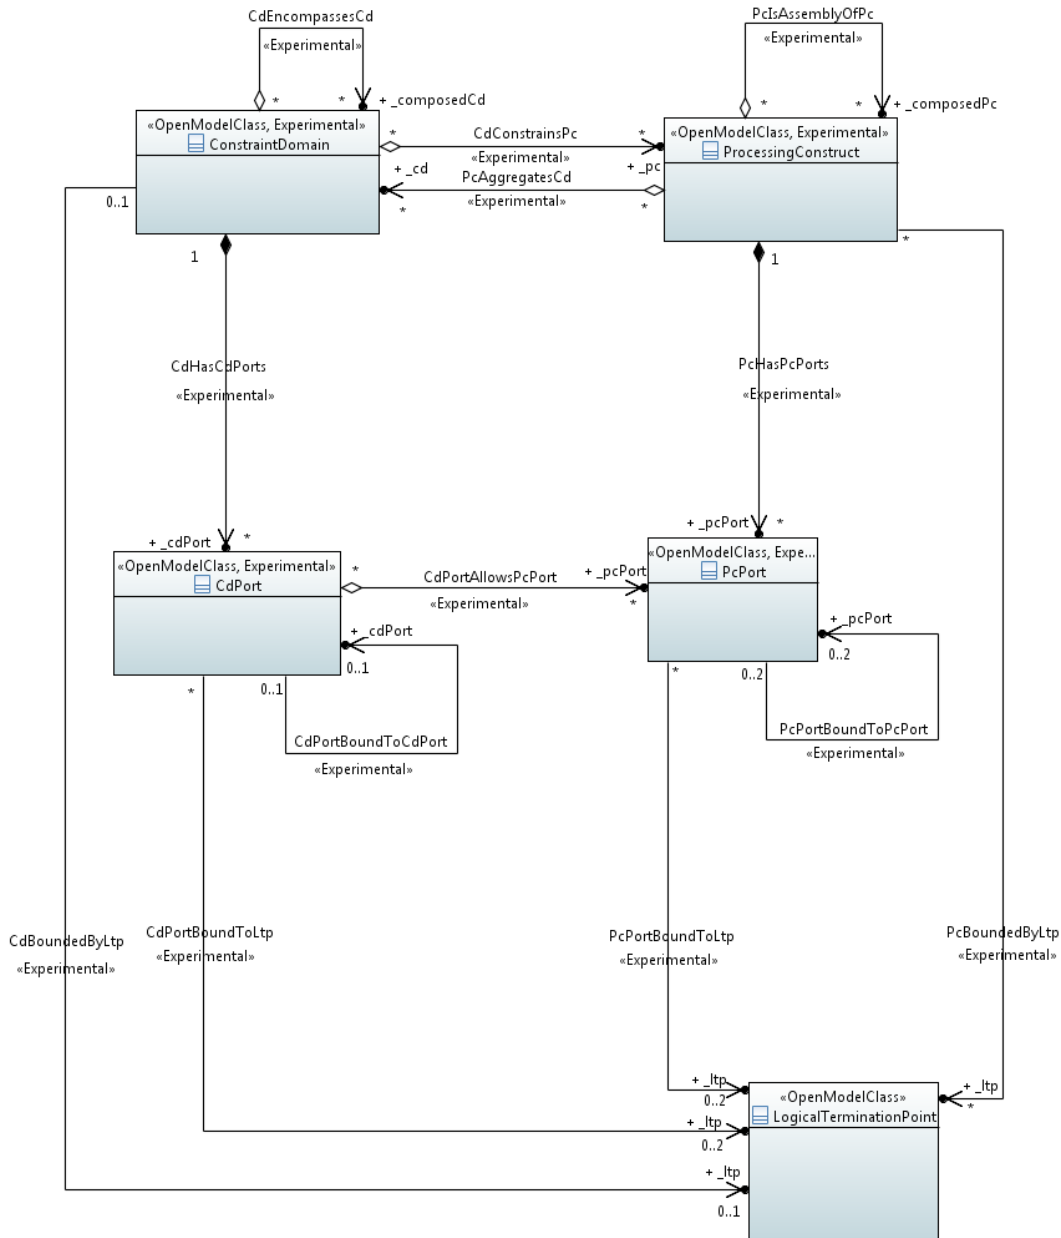 CdEncompassesCd
«Experimental»
* *
+ _composedCd
PcIsAssemblyOfPc
«Experimental»
* *
+ _composedPc
«OpenModelClass, Experimental»
ConstraintDomain
«OpenModelClass, Experimental»
ProcessingConstruct
* CdConstrainsPc *
«Experimental»
+ _cd PcAggregatesCd + _pc
* «Experimental» *
0..1
1
1
*
CdHasCdPorts
«Experimental»
PcHasPcPorts
«Experimental»
+ _cdPort *
+ _pcPort *
«OpenModelClass, Experimental»
CdPort
«OpenModelClass, Expe...
PcPort
* CdPortAllowsPcPort + _pcPort
«Experimental» *
+ _cdPort
0..1
0..1
*
CdPortBoundToCdPort
«Experimental»
+ _pcPort
0..2
0..2
*
PcPortBoundToPcPort
«Experimental»
CdBoundedByLtp
«Experimental»
CdPortBoundToLtp
«Experimental»
PcPortBoundToLtp
«Experimental»
PcBoundedByLtp
«Experimental»
+ _ltp
0..2
+ _ltp
*
«OpenModelClass»
LogicalTerminationPoint
+ _ltp
0..2
+ _ltp
0..1